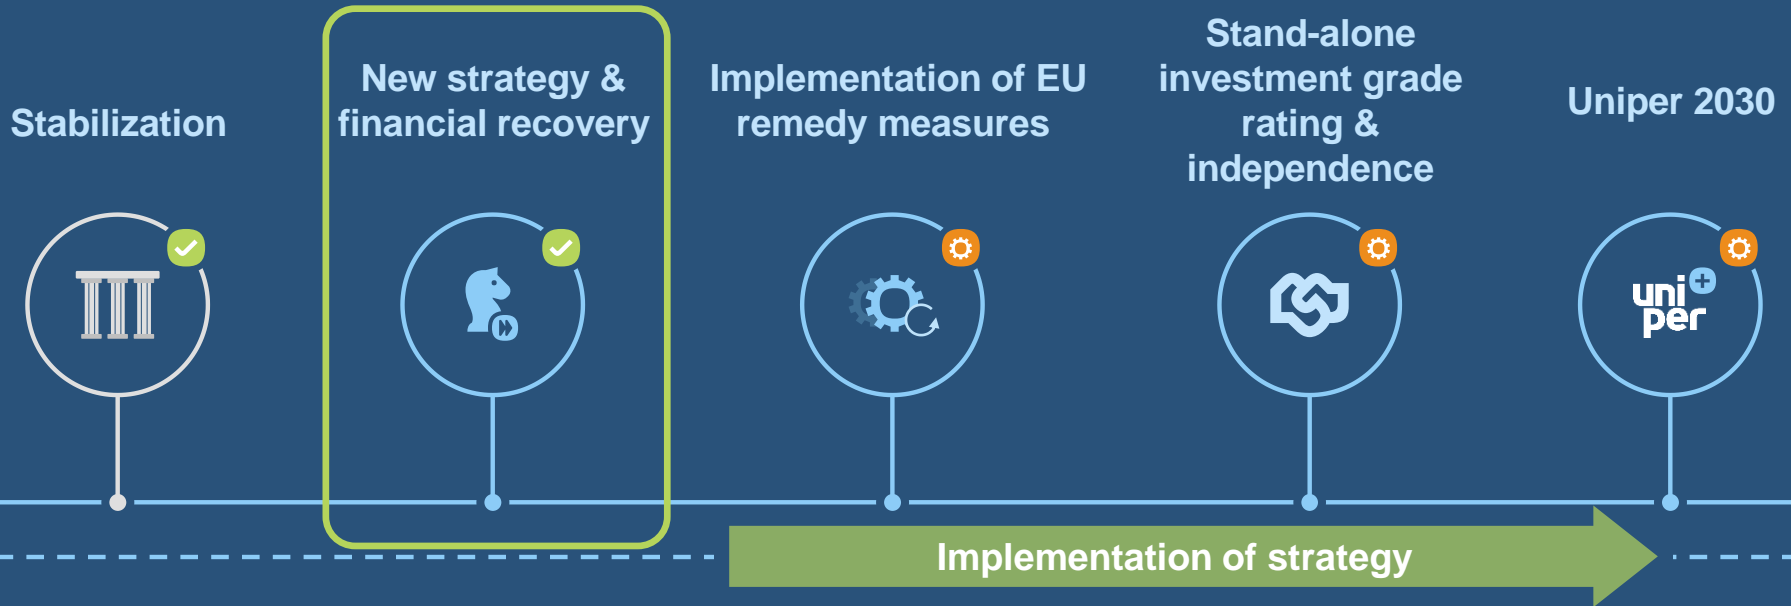 Stabilization
New strategy &
financial recovery
Implementation of EU
remedy measures
Stand-alone
investment grade
rating &
independence
Uniper 2030
uni
per
Implementation of strategy